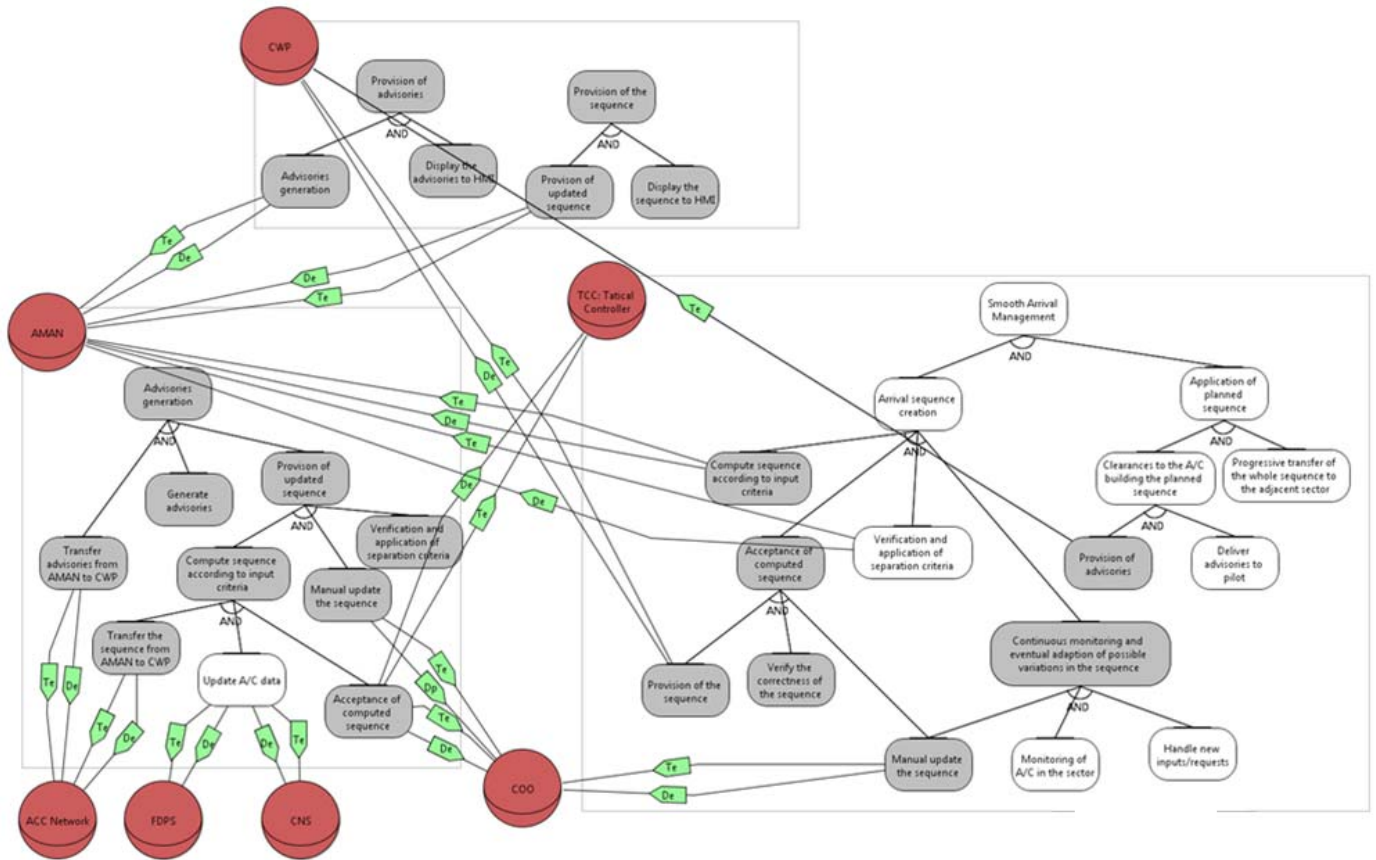 CWP
Provision of
advisories
AND
Provision of the
sequence
AND
Advisories
generation
Display the
advisories to HMI
Provison of
updated
sequence
Display the
sequence to HMI
Te
De
De
Te
AMAN
TCC: Tatical
Controller
Te
Te
De
Smooth Arrival
Management
AND
Arrival sequence
creation
AND
Application of
planned
sequence
AND
Te
De
Te
De
Compute sequence
according to input
criteria
Clearances to the A/C
building the planned
sequence
AND
Progressive transfer of
the whole sequence to
the adjacent sector
Acceptance of
computed
sequence
AND
Verification and
application of
separation criteria
Provision of
advisories
Deliver
advisories to
pilot
Provision of the
sequence
Verify the
correctness of
the sequence
Continuous monitoring and
eventual adaption of possible
variations in the sequence
AND
Manual update
the sequence
Monitoring of
A/C in the sector
Handle new
inputs/requests
Te
De
Advisories
generation
AND
Generate
advisories
Provison of
updated
sequence
AND
Verification and
application of
separation criteria
De
Te
Transfer
advisories from
AMAN to CWP
Compute sequence
according to input
criteria
AND
Manual update
the sequence
Transfer the
sequence from
AMAN to CWP
Update A/C data
Acceptance of
computed
sequence
Te
De
Te
De
Te
De
De
Te
Te
Dp
Te
De
ACC Network
FDPS
CNS
COO